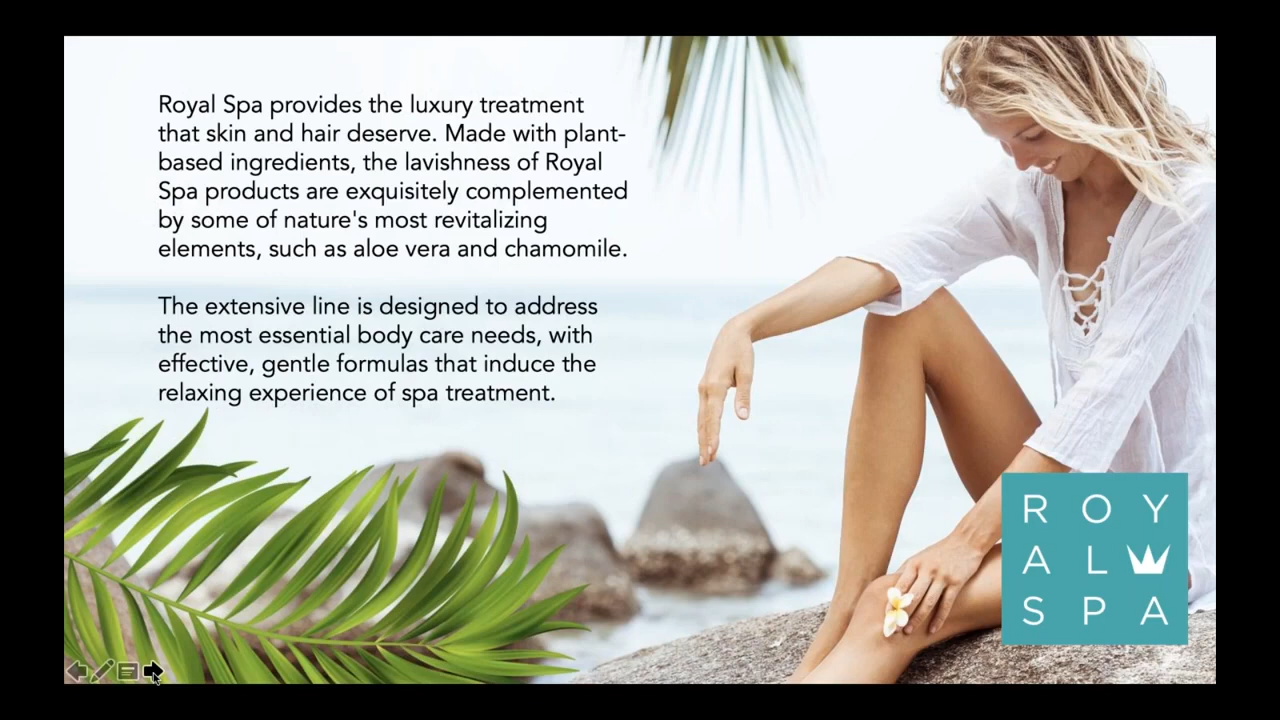 Royal Spa provides the luxury treatment
that skin and hair deserve. Made with plant-
based ingredients, the lavishness of Royal
Spa products are exquisitely complemented
by some of nature's most revitalizing
elements, such as aloe vera and chamomile.
The extensive line is designed to address
the most essential body care needs, with
effective, gentle formulas that induce the
relaxing experience of spa treatment.
ROY
AL
SPA